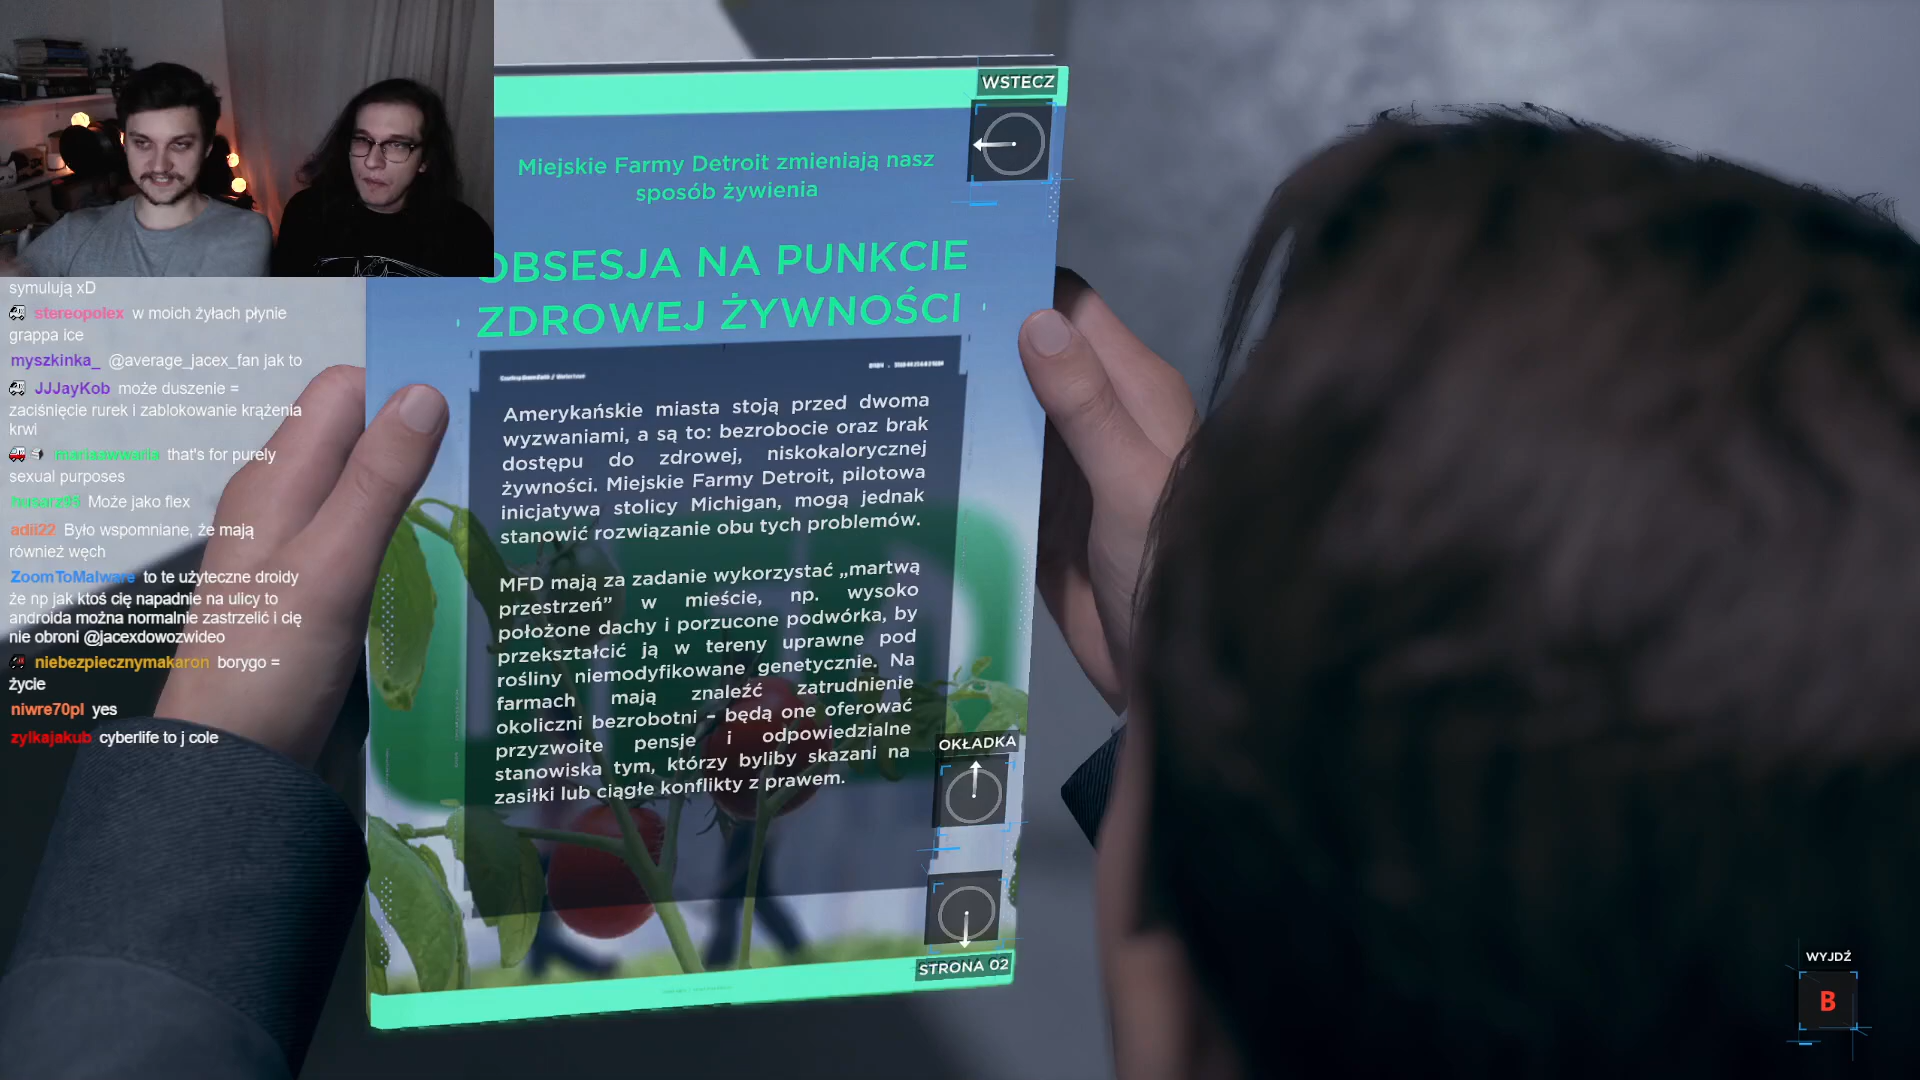 symulują xD
stereopolex w moich żyłach płynie
grappa ice
myszkinka_ @average_jacex_fan jak to
JJJayKob może duszenie =
zaciśnięcie rurek i zablokowanie krążenia
krwi
that's for purely
sexual purposes
Może jako flex
adii22 Było wspomniane, że mają
również węch
ZoomToMalware to te użyteczne droidy
że np jak ktoś cię napadnie na ulicy to
androida można normalnie zastrzelić i cię
nie obroni @jacexdowozwideo
niebezpiecznymakaron borygo =
życie
niwre70pl yes
zylkajakub cyberlife to j cole
WSTECZ
Miejskie Farmy Detroit zmieniają nasz
sposób żywienia
OBSESJA NA PUNKCIE
ZDROWEJ ŻYWNOŚCI
Amerykańskie miasta stoją przed dwoma
wyzwaniami, a są to: bezrobocie oraz brak
dostępu do zdrowej, niskokalorycznej
żywności. Miejskie Farmy Detroit, pilotowa
inicjatywa stolicy Michigan, mogą jednak
stanowić rozwiązanie obu tych problemów.
MFD mają za zadanie wykorzystać „martwą
przestrzeń” w mieście, np. wysoko
położone dachy i porzucone podwórka, by
przekształcić ją w tereny uprawne pod
rośliny niemodyfikowane genetycznie. Na
farmach mają znaleźć zatrudnienie
okoliczni bezrobotni – będą one oferować
przyzwoite pensje i odpowiedzialne
stanowiska tym, którzy byliby skazani na
zasiłki lub ciągłe konflikty z prawem.
OKŁADKA
STRONA 02
WYJDŹ
B